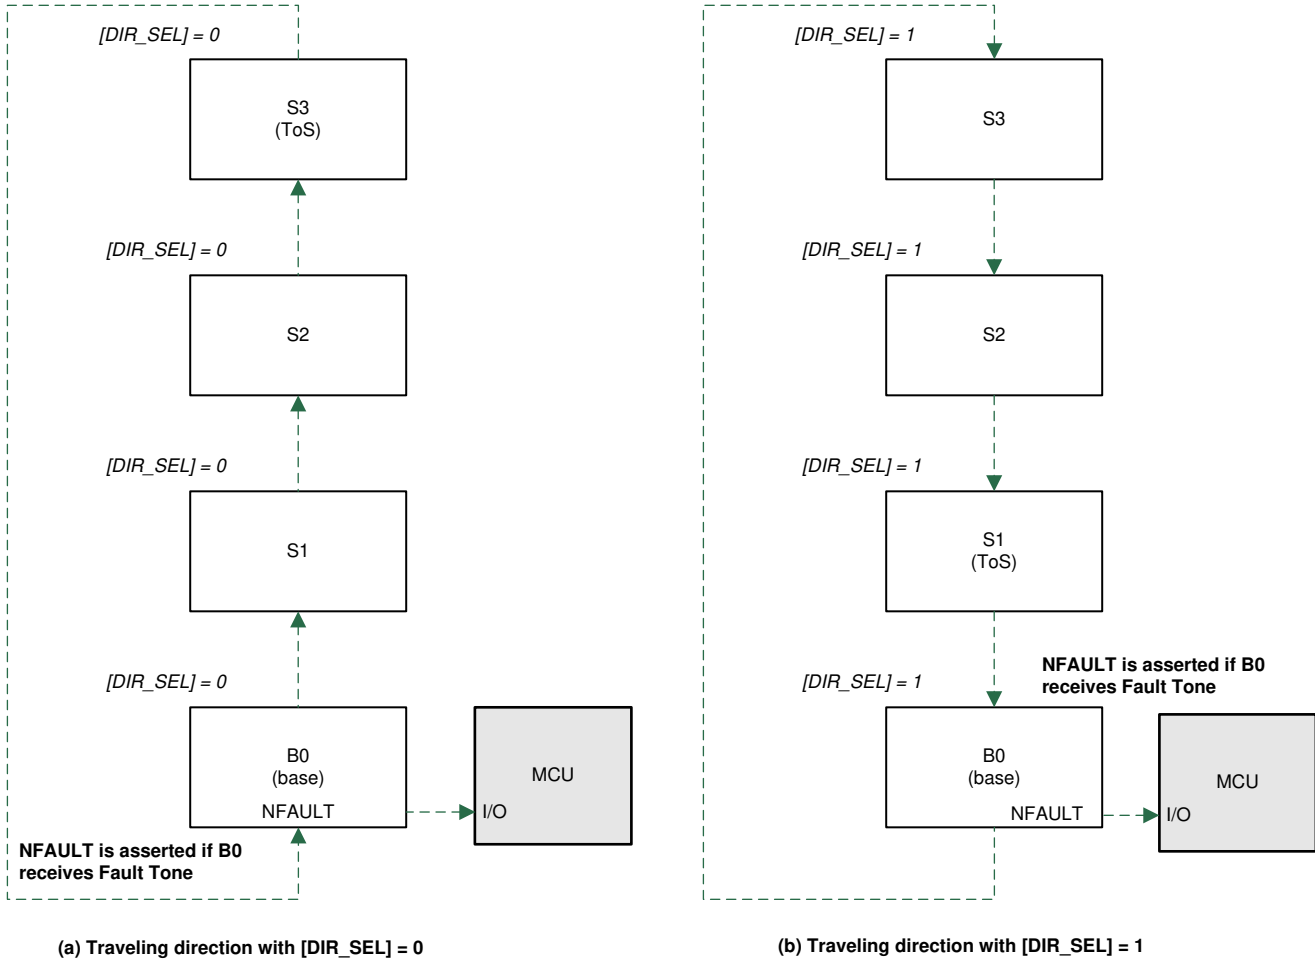 [DIR_SEL] = 0
S3
(ToS)
[DIR_SEL] = 0
S2
[DIR_SEL] = 0
S1
[DIR_SEL] = 0
B0
(base)
NFAULT
MCU
I/O
NFAULT is asserted if B0
receives Fault Tone
(a) Traveling direction with [DIR_SEL] = 0
[DIR_SEL] = 1
S3
[DIR_SEL] = 1
S2
[DIR_SEL] = 1
S1
(ToS)
NFAULT is asserted if B0
receives Fault Tone
[DIR_SEL] = 1
B0
(base)
NFAULT
MCU
I/O
(b) Traveling direction with [DIR_SEL] = 1